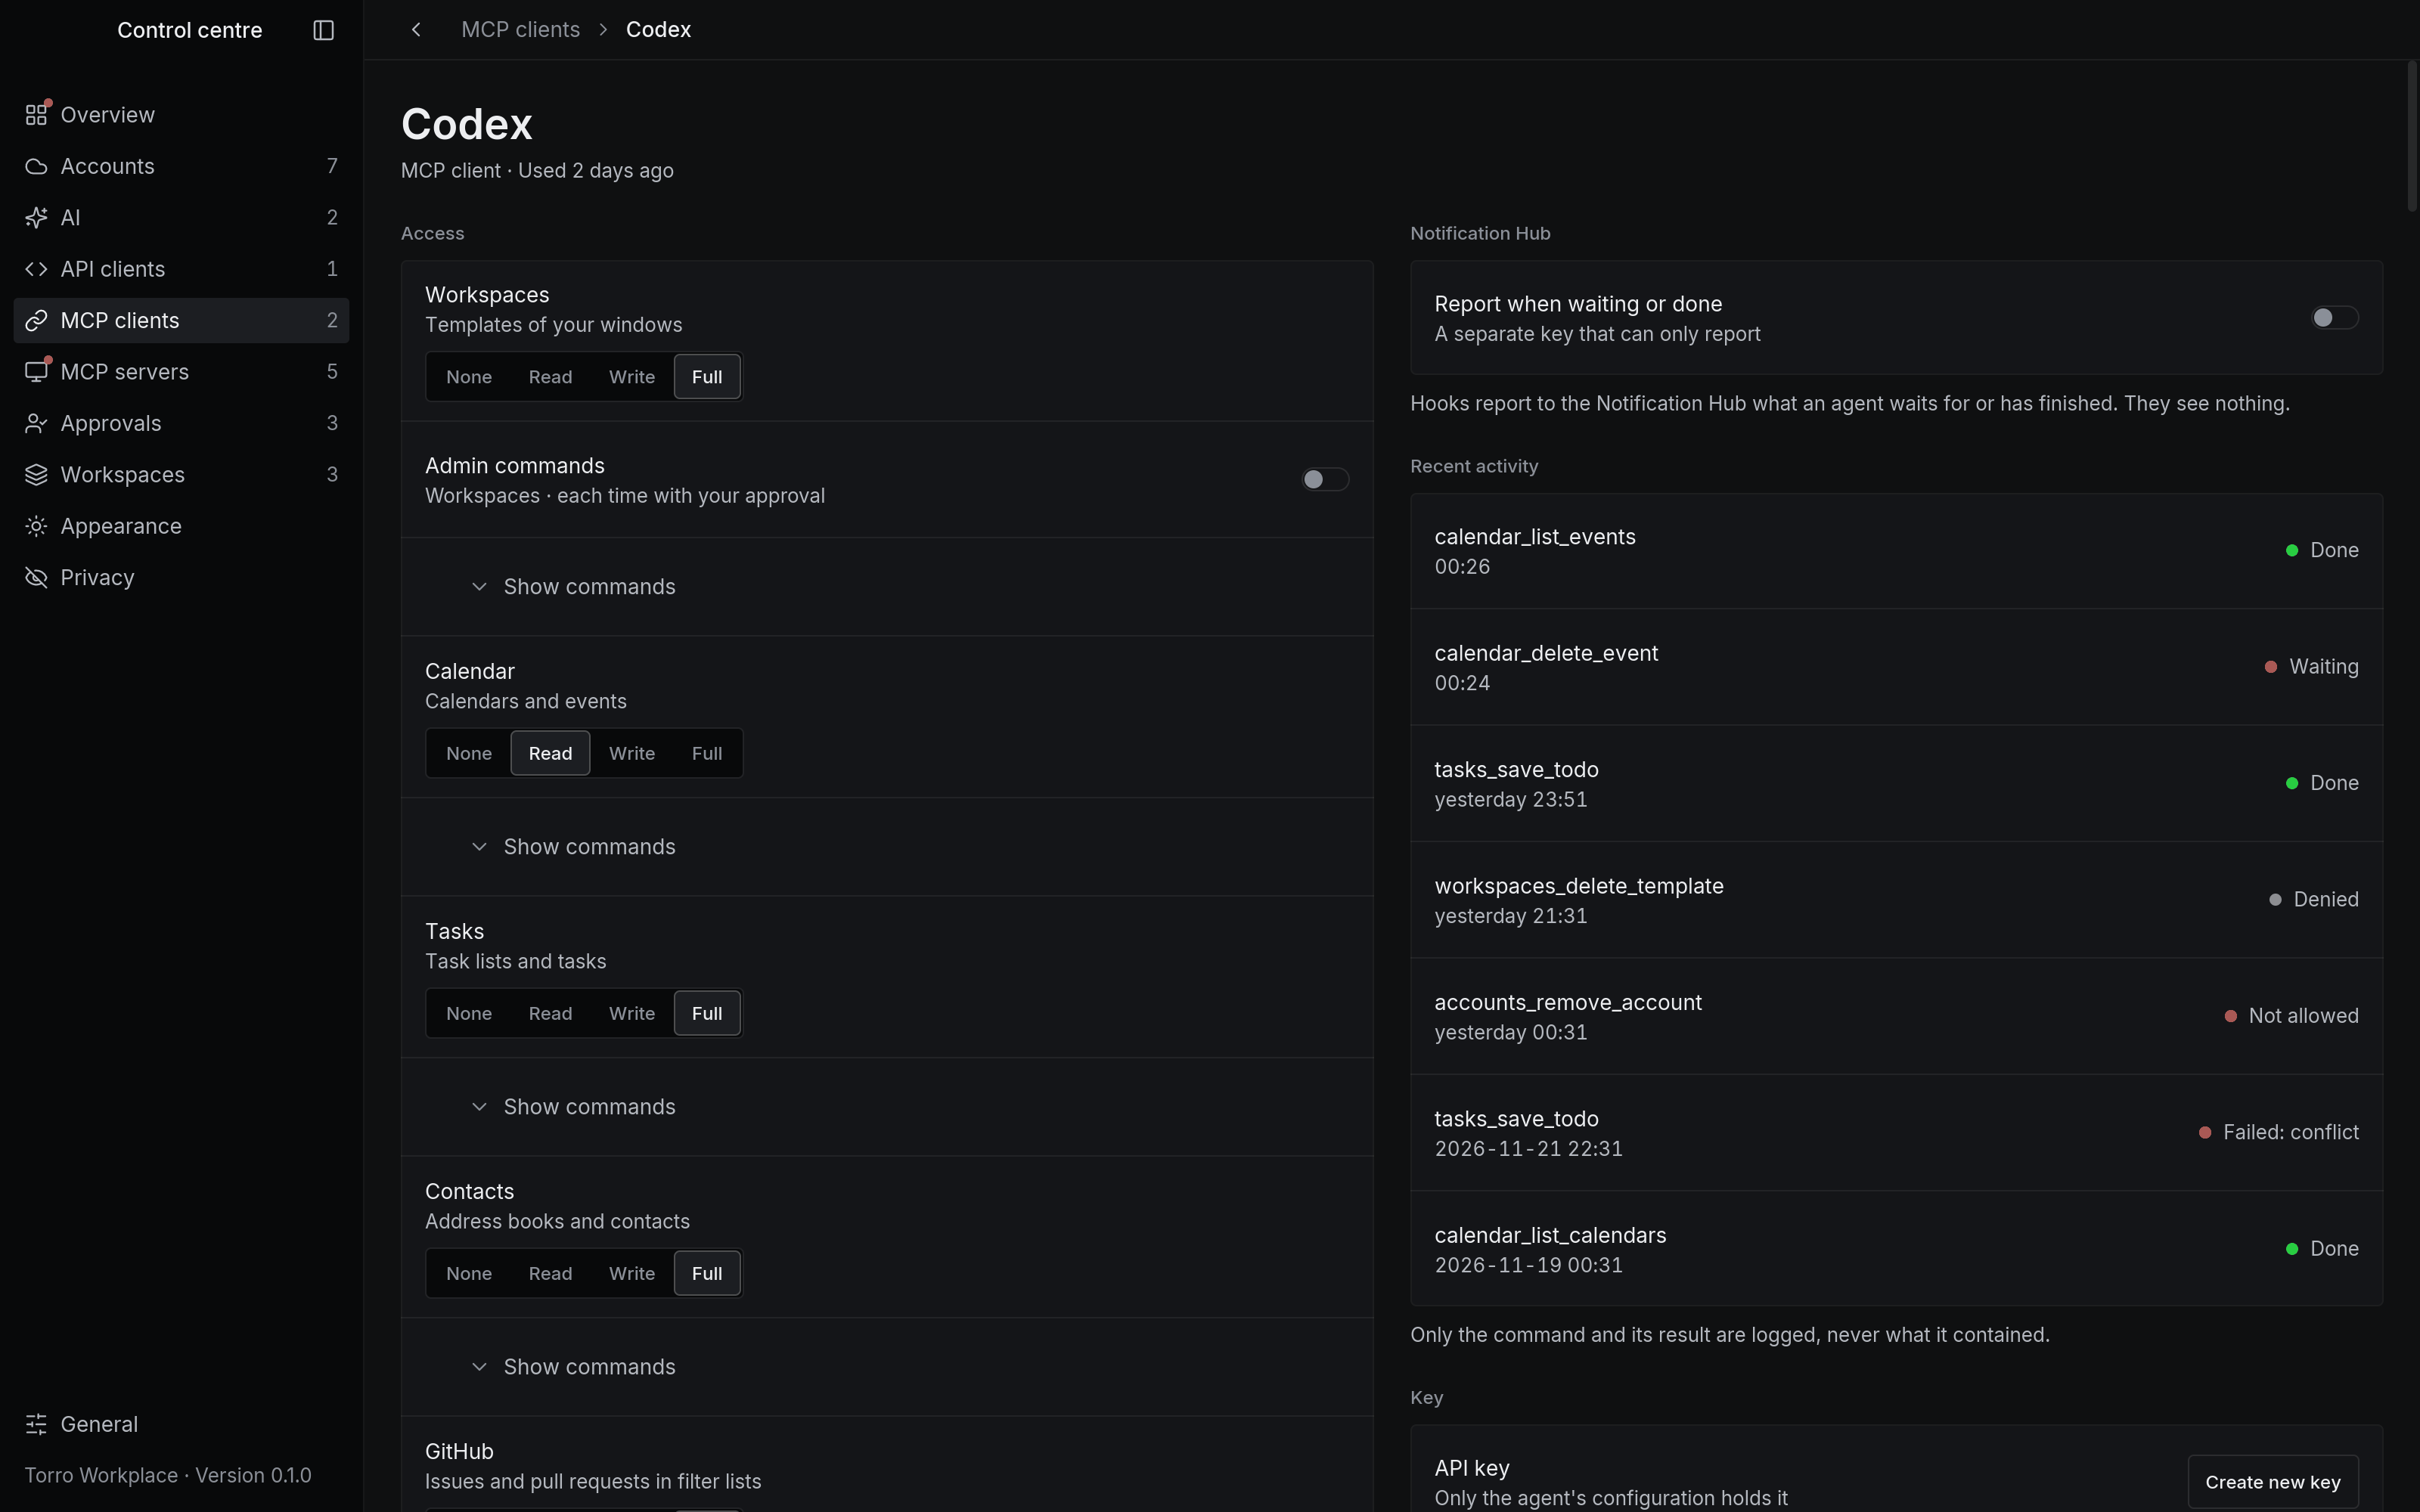 Control centre
Overview
Accounts 7
AI 2
API clients 1
MCP clients 2
MCP servers 5
Approvals 3
Workspaces 3
Appearance
Privacy
General
Torro Workplace · Version 0.1.0
MCP clients > Codex
Codex
MCP client · Used 2 days ago
Access
Workspaces
Templates of your windows
None Read Write Full
Admin commands
Workspaces · each time with your approval
Show commands
Calendar
Calendars and events
None Read Write Full
Show commands
Tasks
Task lists and tasks
None Read Write Full
Show commands
Contacts
Address books and contacts
None Read Write Full
Show commands
GitHub
Issues and pull requests in filter lists
Notification Hub
Report when waiting or done
A separate key that can only report
Hooks report to the Notification Hub what an agent waits for or has finished. They see nothing.
Recent activity
calendar_list_events
00:26
Done
calendar_delete_event
00:24
Waiting
tasks_save_todo
yesterday 23:51
Done
workspaces_delete_template
yesterday 21:31
Denied
accounts_remove_account
yesterday 00:31
Not allowed
tasks_save_todo
2026-11-21 22:31
Failed: conflict
calendar_list_calendars
2026-11-19 00:31
Done
Only the command and its result are logged, never what it contained.
Key
API key
Only the agent's configuration holds it
Create new key